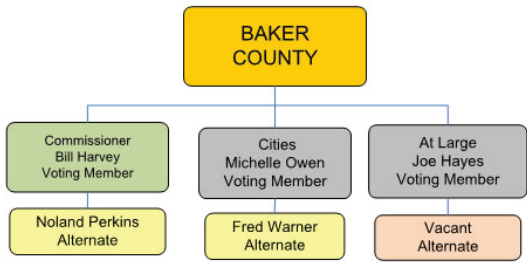 BAKER
COUNTY
Commissioner
Bill Harvey
Voting Member
Cities
Michelle Owen
Voting Member
At Large
Joe Hayes
Voting Member
Noland Perkins
Alternate
Fred Warner
Alternate
Vacant
Alternate